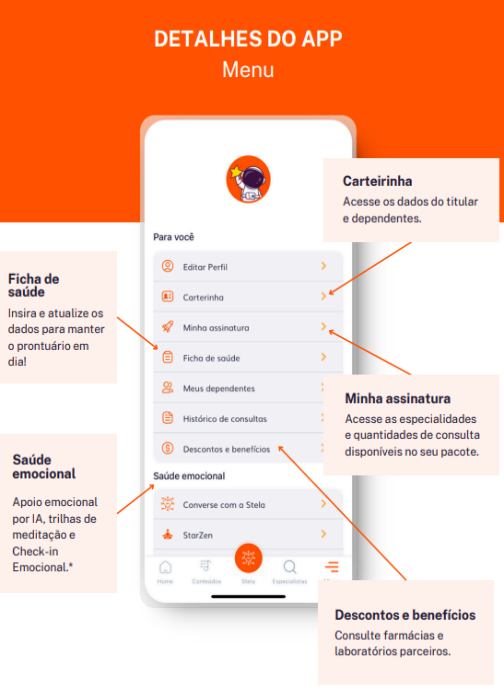 DETALHES DO APP
Menu
Carteirinha
Acesse os dados do titular
e dependentes.
Para você
Editar Perfil
Carterinha
Minha assinatura
Ficha de saúde
Meus dependentes
Histórico de consultas
Descontos e benefícios
Saúde emocional
Converse com a Stela
StarZen
Home
Conteúdos
Stela
Especialistas
Ficha de
saúde
Insira e atualize os
dados para manter
o prontuário em
dia!
Minha assinatura
Acesse as especialidades
e quantidades de consulta
disponíveis no seu pacote.
Saúde
emocional
Apoio emocional
por IA, trilhas de
meditação e
Check-in
Emocional.*
Descontos e benefícios
Consulte farmácias e
laboratórios parceiros.